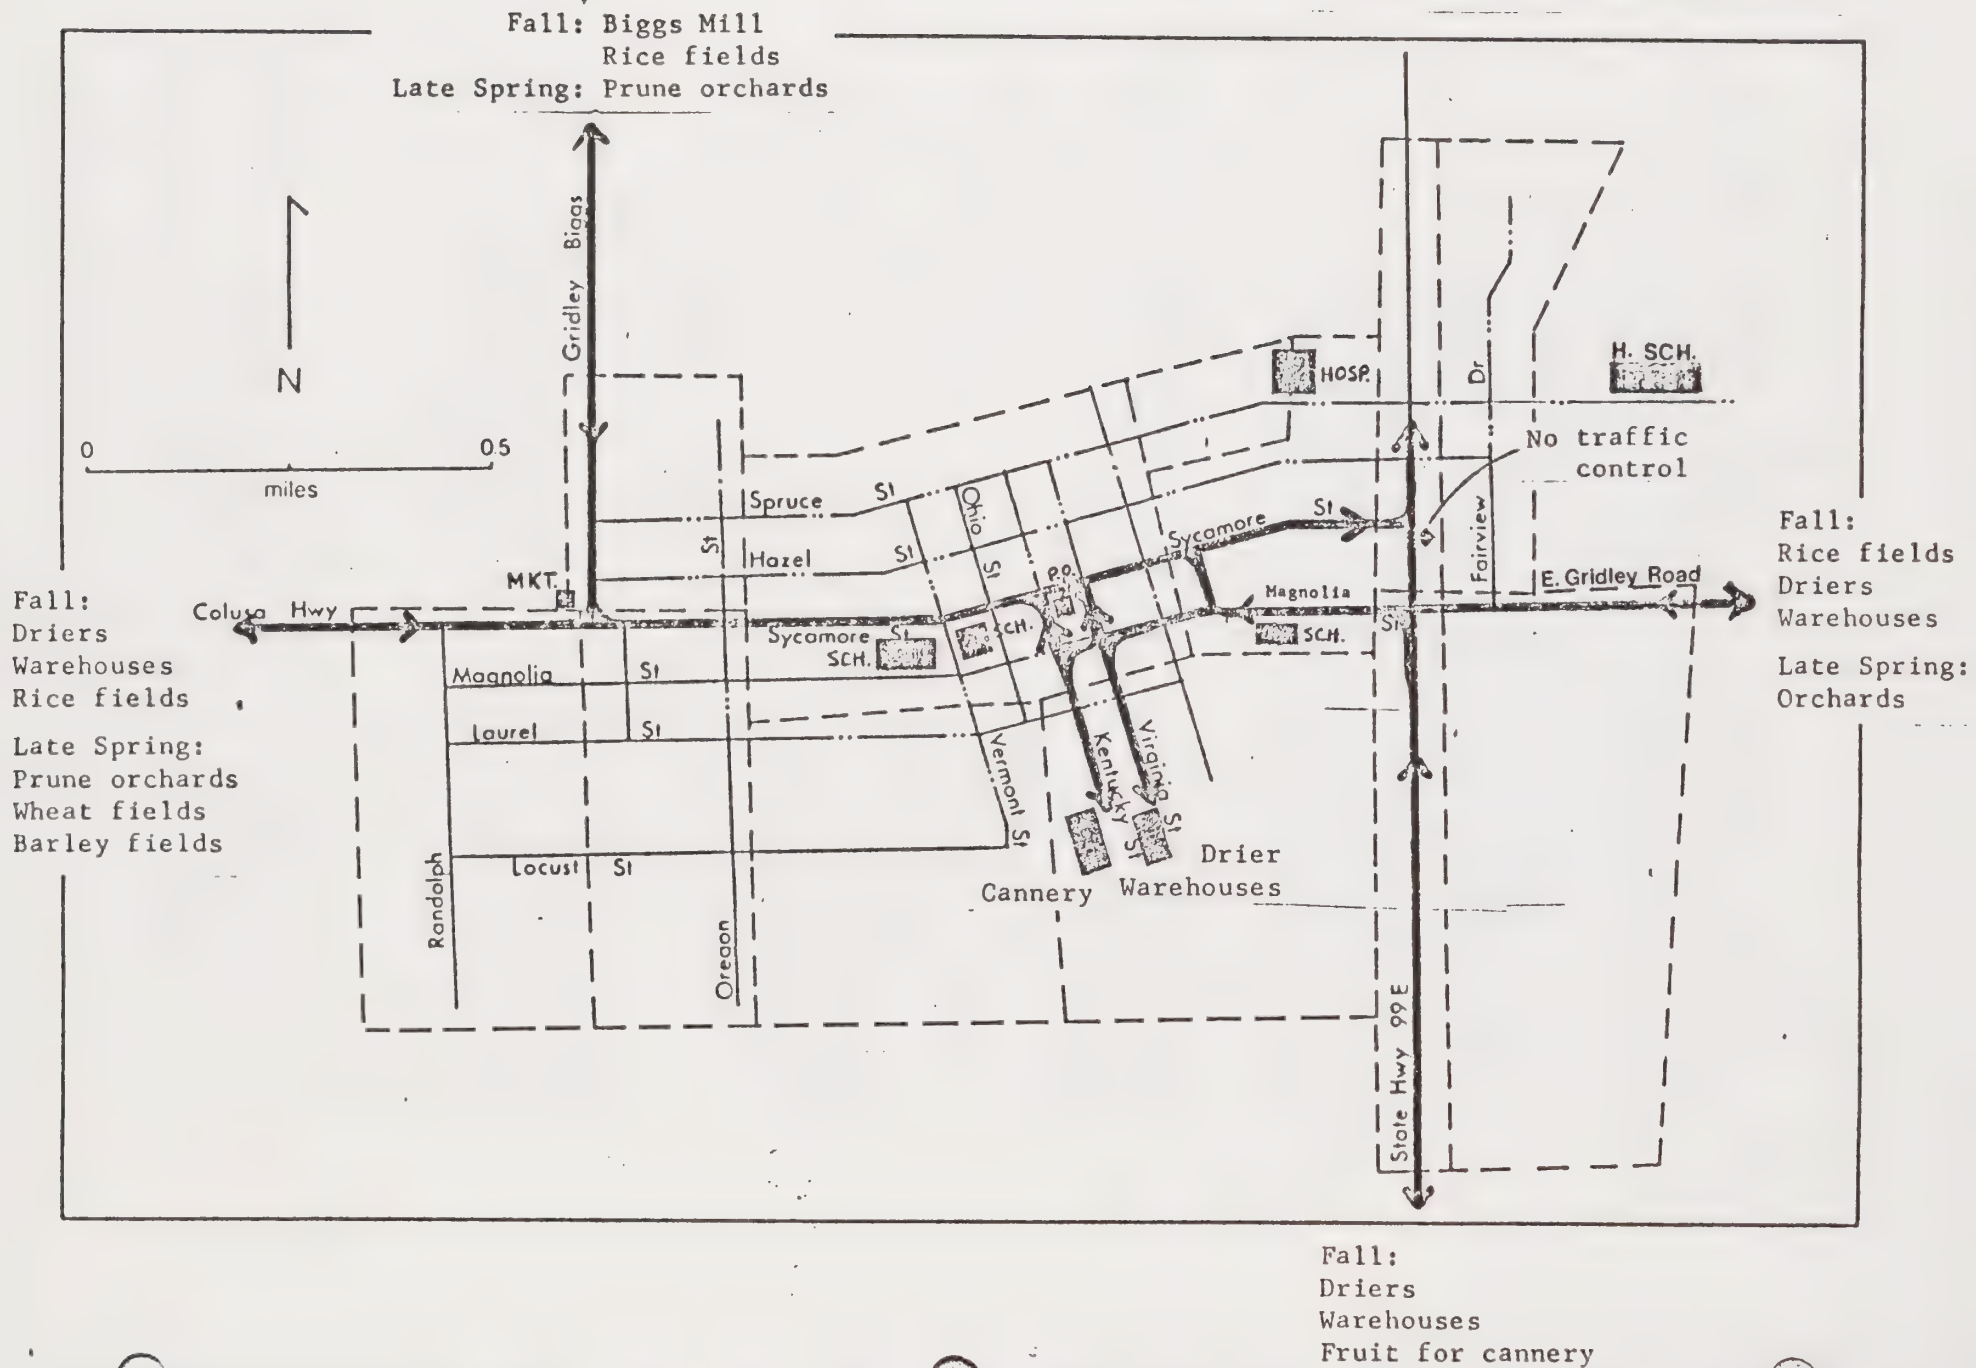 Fall: Biggs Mill
Rice fields
Late Spring: Prune orchards
Gridley Biggs
N
0 0.5
miles
HOSP.
H. SCH.
Dr
No traffic
control
Spruce St
Ohio
St
Hazel St
St
Sycamore St
Fairview
MKT.
P.O.
Magnolia
St
E. Gridley Road
Colusa Hwy
Sycamore St
SCH.
SCH.
SCH.
Magnolia St
Laurel St
Vermont St
Kentucky St
Virginia St
Locust St
Randolph
Oregon
Cannery
Drier
Warehouses
State Hwy 99E
Fall:
Driers
Warehouses
Rice fields
Late Spring:
Prune orchards
Wheat fields
Barley fields
Fall:
Rice fields
Driers
Warehouses
Late Spring:
Orchards
Fall:
Driers
Warehouses
Fruit for cannery